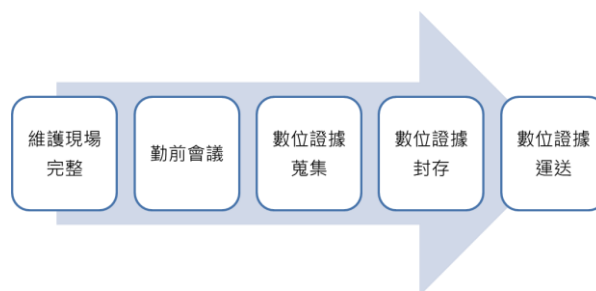 維護現場
完整
勤前會議
數位證據
蒐集
數位證據
封存
數位證據
運送